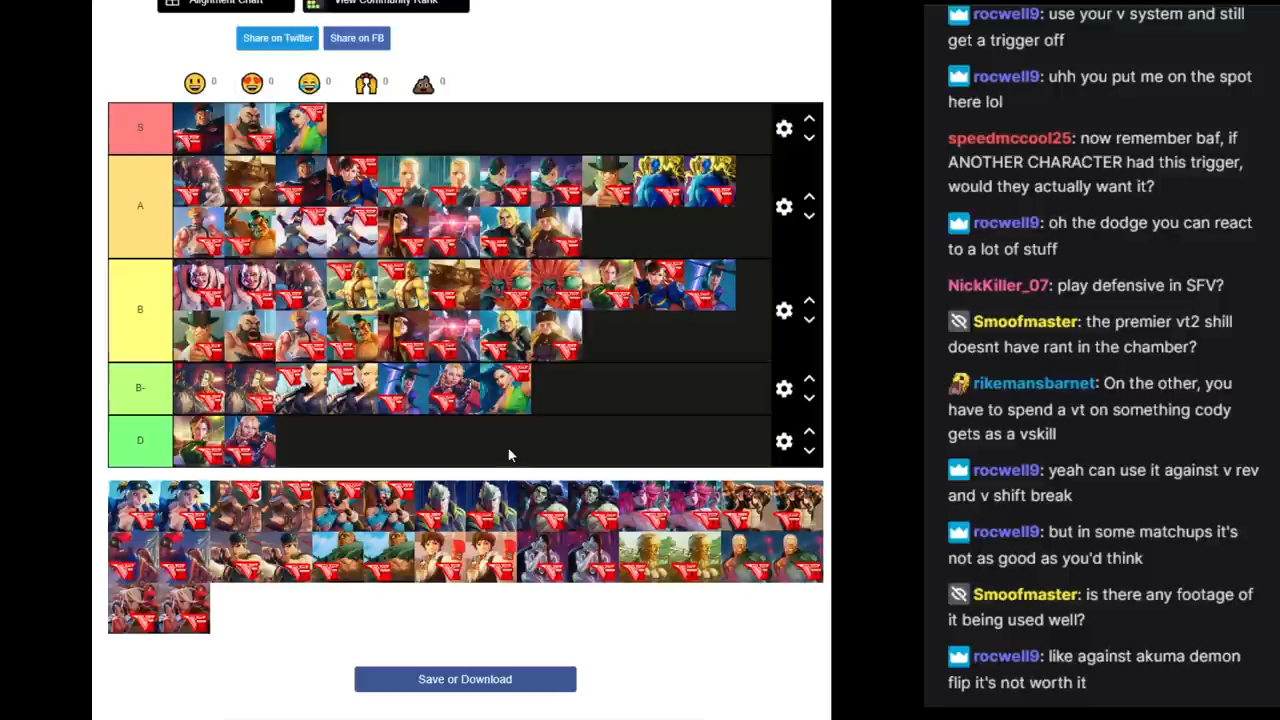 Alignment Chart
View Community Rank
Share on Twitter
Share on FB
0
0
0
0
0
S
A
B
B-
D
Save or Download
rocwell9: use your v system and still
get a trigger off
rocwell9: uhh you put me on the spot
here lol
speedmccool25: now remember baf, if
ANOTHER CHARACTER had this trigger,
would they actually want it?
rocwell9: oh the dodge you can react
to a lot of stuff
NickKiller_07: play defensive in SFV?
Smoofmaster: the premier vt2 shill
doesnt have rant in the chamber?
rikemansbarnet: On the other, you
have to spend a vt on something cody
gets as a vskill
rocwell9: yeah can use it against v rev
and v shift break
rocwell9: but in some matchups it's
not as good as you'd think
Smoofmaster: is there any footage of
it being used well?
rocwell9: like against akuma demon
flip it's not worth it